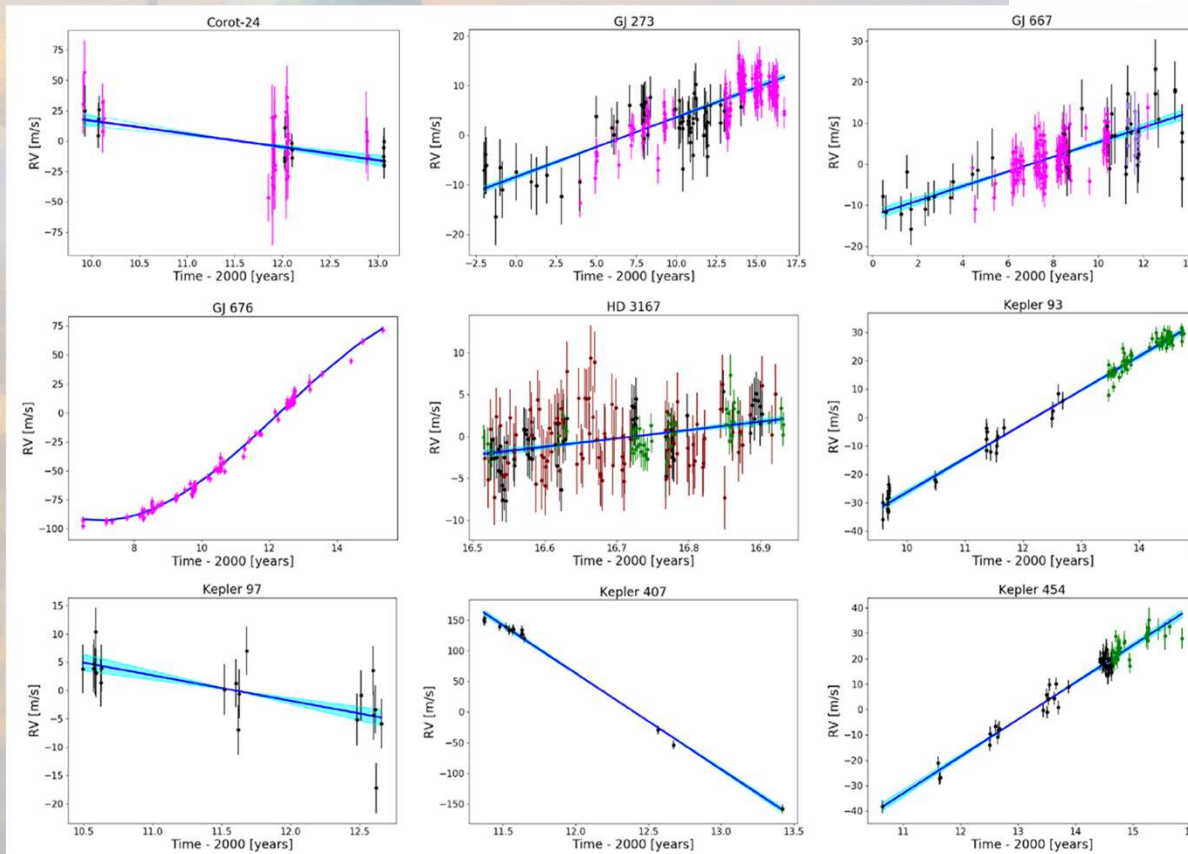 Corot-24
RV [m/s]
75
50
25
0
−25
−50
−75
10.0 10.5 11.0 11.5 12.0 12.5 13.0
Time - 2000 [years]
GJ 273
RV [m/s]
20
10
0
−10
−20
−2.5 0.0 2.5 5.0 7.5 10.0 12.5 15.0 17.5
Time - 2000 [years]
GJ 667
RV [m/s]
30
20
10
0
−10
−20
0 2 4 6 8 10 12
Time - 2000 [years]
GJ 676
RV [m/s]
75
50
25
0
−25
−50
−75
−100
8 10 12 14
Time - 2000 [years]
HD 3167
RV [m/s]
10
5
0
−5
−10
16.5 16.6 16.7 16.8 16.9
Time - 2000 [years]
Kepler 93
RV [m/s]
30
20
10
0
−10
−20
−30
−40
10 11 12 13 14
Time - 2000 [years]
Kepler 97
RV [m/s]
15
10
5
0
−5
−10
−15
−20
10.5 11.0 11.5 12.0 12.5
Time - 2000 [years]
Kepler 407
RV [m/s]
150
100
50
0
−50
−100
−150
11.5 12.0 12.5 13.0 13.5
Time - 2000 [years]
Kepler 454
RV [m/s]
40
30
20
10
0
−10
−20
−30
−40
11 12 13 14 15
Time - 2000 [years]